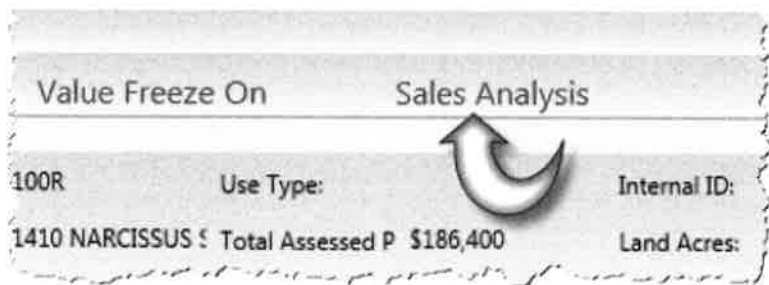 Value Freeze On Sales Analysis
100R Use Type: Internal ID:
1410 NARCISSUS Total Assessed P $186,400 Land Acres: